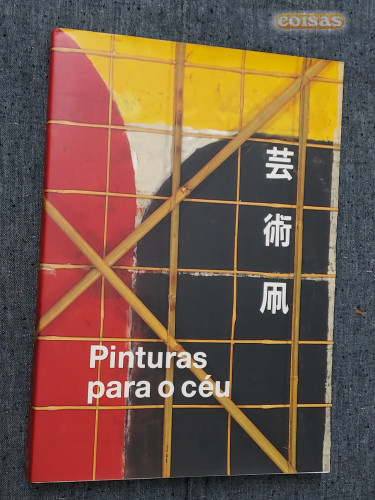 coisas
芸術凧
Pinturas
para o céu